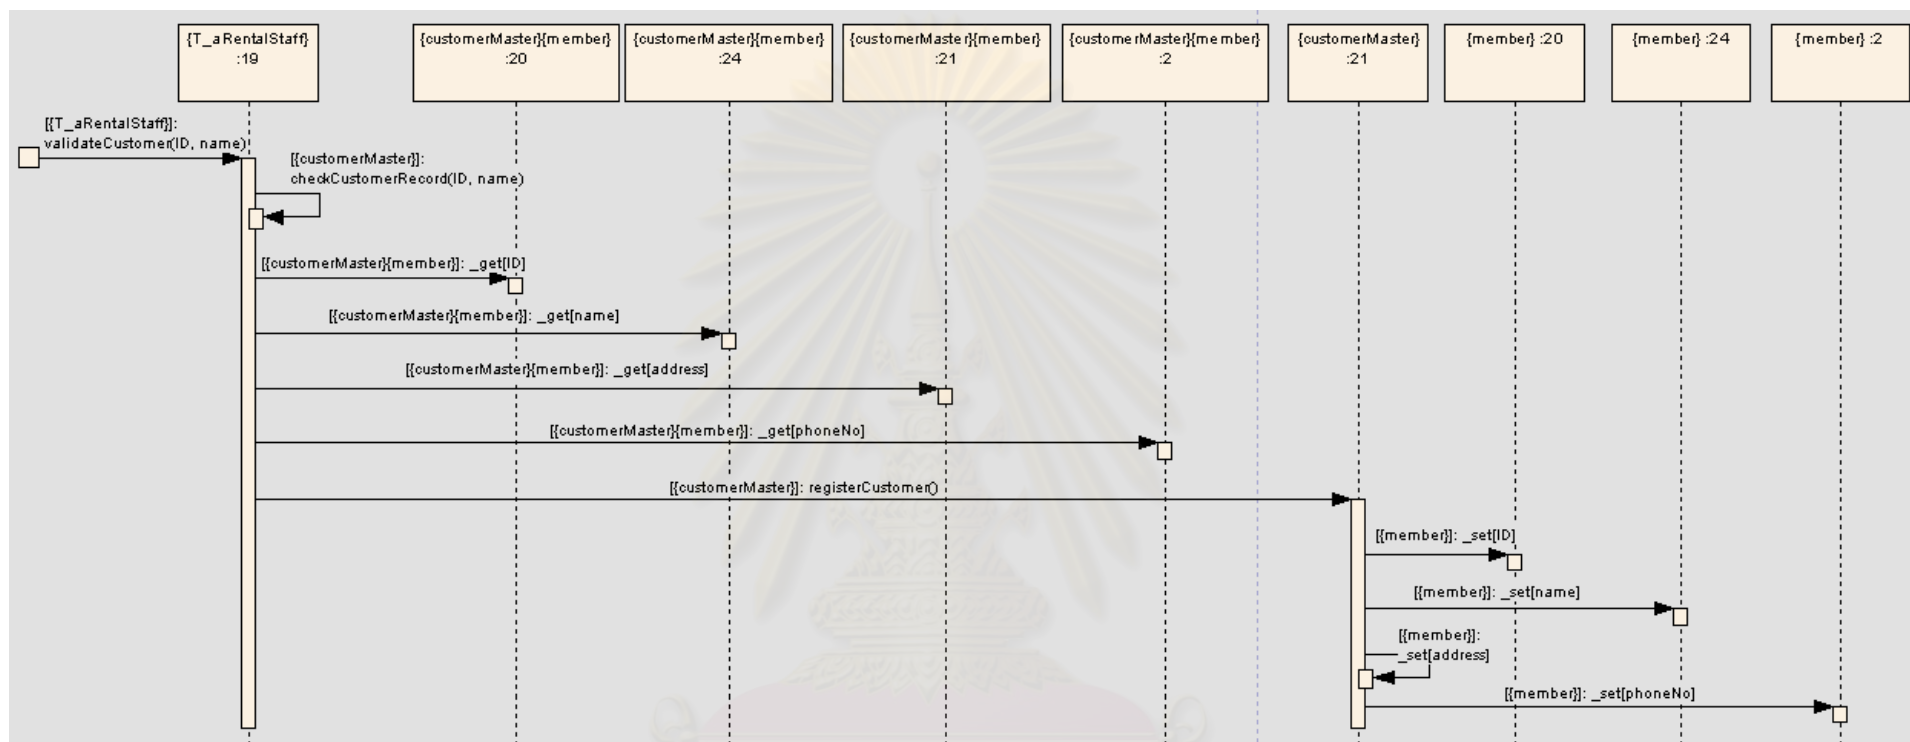 {T_aRentalStaff}
:19
{customerMaster}{member}
:20
{customerMaster}{member}
:24
{customerMaster}{member}
:21
{customerMaster}{member}
:2
{customerMaster}
:21
{member} :20
{member} :24
{member} :2
[{T_aRentalStaff}]:
validateCustomer(ID, name)
[{customerMaster}]:
checkCustomerRecord(ID, name)
[{customerMaster}{member}]: _get[ID]
[{customerMaster}{member}]: _get[name]
[{customerMaster}{member}]: _get[address]
[{customerMaster}{member}]: _get[phoneNo]
[{customerMaster}]: registerCustomer()
[{member}]: _set[ID]
[{member}]: _set[name]
[{member}]:
_set[address]
[{member}]: _set[phoneNo]